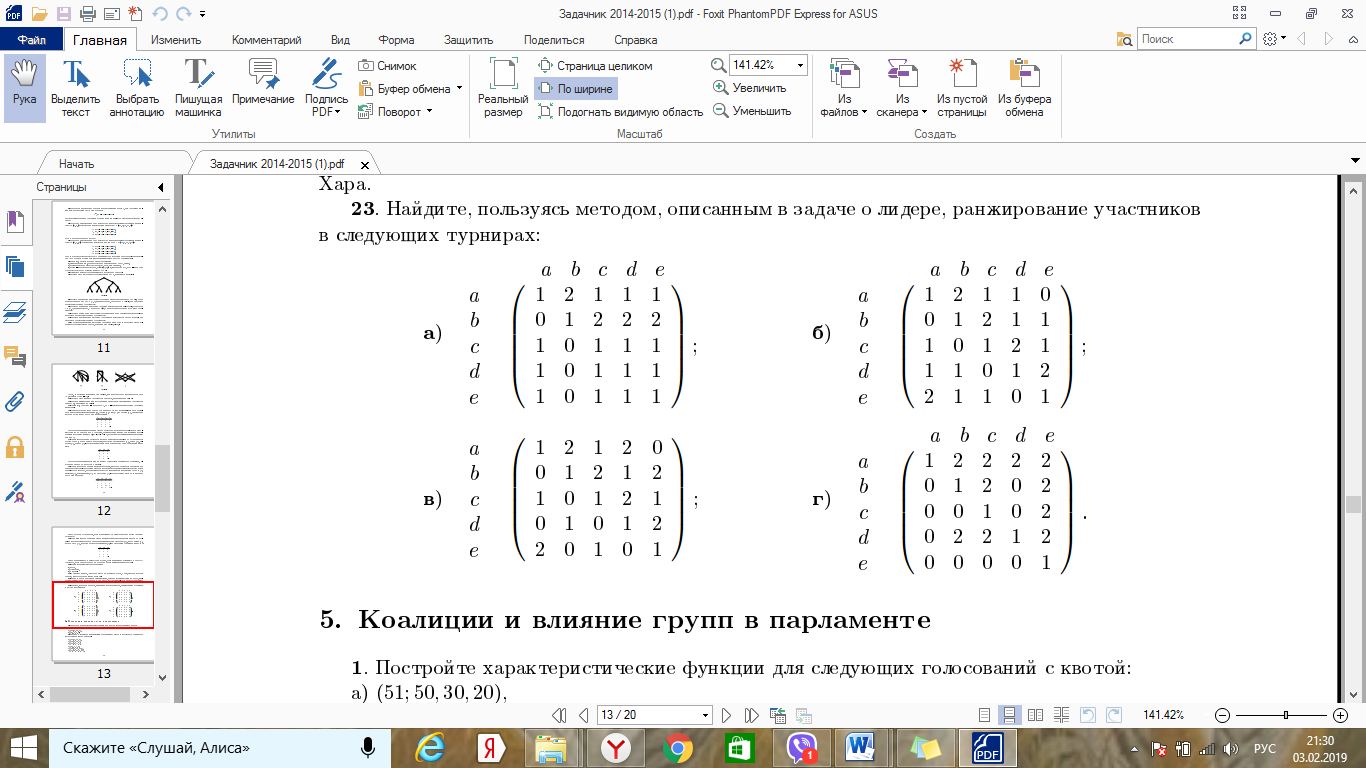 Задачник 2014-2015 (1).pdf - Foxit PhantomPDF Express for ASUS
Файл Главная Изменить Комментарий Вид Форма Защитить Поделиться Справка Поиск
Рука
Выделить текст
Выбрать аннотацию
Пишущая машинка
Примечание
Подпись PDF
Снимок
Буфер обмена
Поворот
Утилиты
Реальный размер
Страница целиком
По ширине
Подогнать видимую область
141.42%
Увеличить
Уменьшить
Масштаб
Из файлов
Из сканера
Из пустой страницы
Из буфера обмена
Создать
Начать
Задачник 2014-2015 (1).pdf
Страницы
11
12
13
Хара.
23. Найдите, пользуясь методом, описанным в задаче о лидере, ранжирование участников
в следующих турнирах:
а)
a b c d e
a 1 2 1 1 1
b 0 1 2 2 2
c 1 0 1 1 1 ;
d 1 0 1 1 1
e 1 0 1 1 1
б)
a b c d e
a 1 2 1 1 0
b 0 1 2 1 1
c 1 0 1 2 1 ;
d 1 1 0 1 2
e 2 1 1 0 1
в)
a 1 2 1 2 0
b 0 1 2 1 2
c 1 0 1 2 1 ;
d 0 1 0 1 2
e 2 0 1 0 1
г)
a b c d e
a 1 2 2 2 2
b 0 1 2 0 2
c 0 0 1 0 2 .
d 0 2 2 1 2
e 0 0 0 0 1
5. Коалиции и влияние групп в парламенте
1. Постройте характеристические функции для следующих голосований с квотой:
а) (51; 50, 30, 20),
13 / 20
141.42%
Скажите «Слушай, Алиса»
1
РУС
21:30
03.02.2019